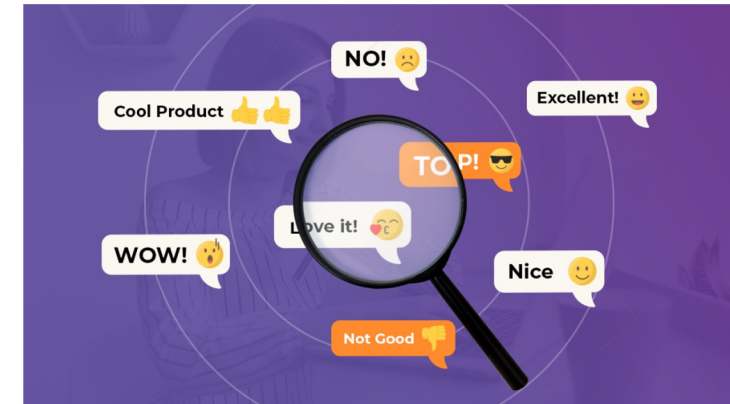 NO!
Excellent!
Cool Product
TOP!
Love it!
WOW!
Nice
Not Good